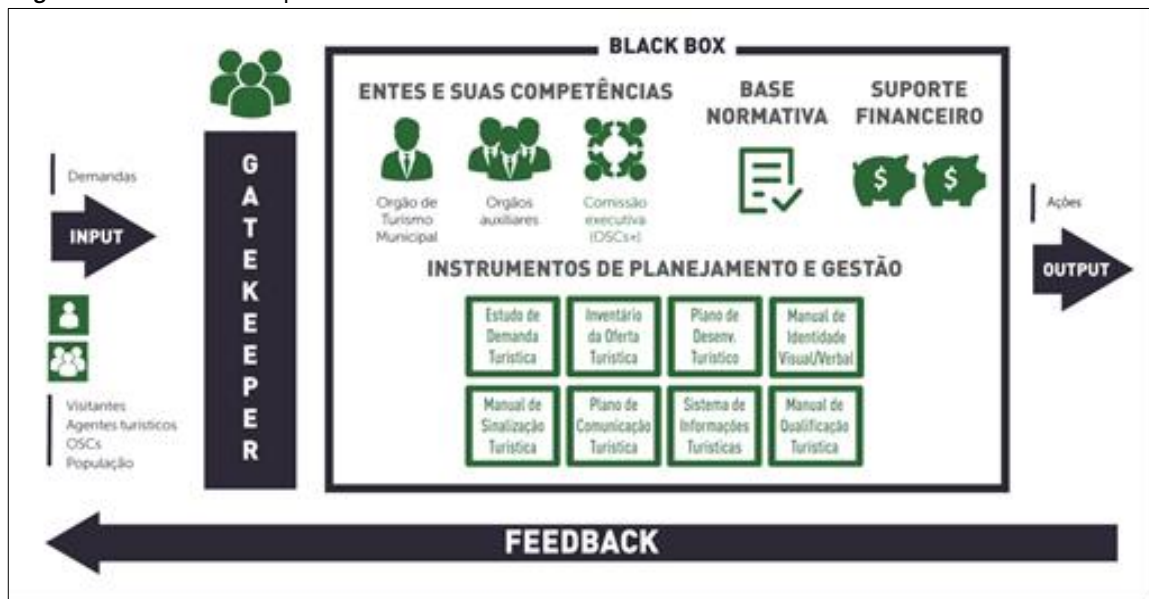 BLACK BOX
ENTES E SUAS COMPETÊNCIAS
BASE
NORMATIVA
SUPORTE
FINANCEIRO
Orgão de
Turismo
Municipal
Orgãos
auxiliares
Comissão
executiva
(OSCs+)
INSTRUMENTOS DE PLANEJAMENTO E GESTÃO
Estudo de
Demanda
Turística
Inventário
da Oferta
Turística
Plano de
Desenv.
Turístico
Manual de
Identidade
Visual/Verbal
Manual de
Sinalização
Turística
Plano de
Comunicação
Turística
Sistema de
Informações
Turísticas
Manual de
Qualificação
Turística
GATEKEEPER
Demandas
INPUT
Visitantes
Agentes turísticos
OSCs
População
Ações
OUTPUT
FEEDBACK
$
$